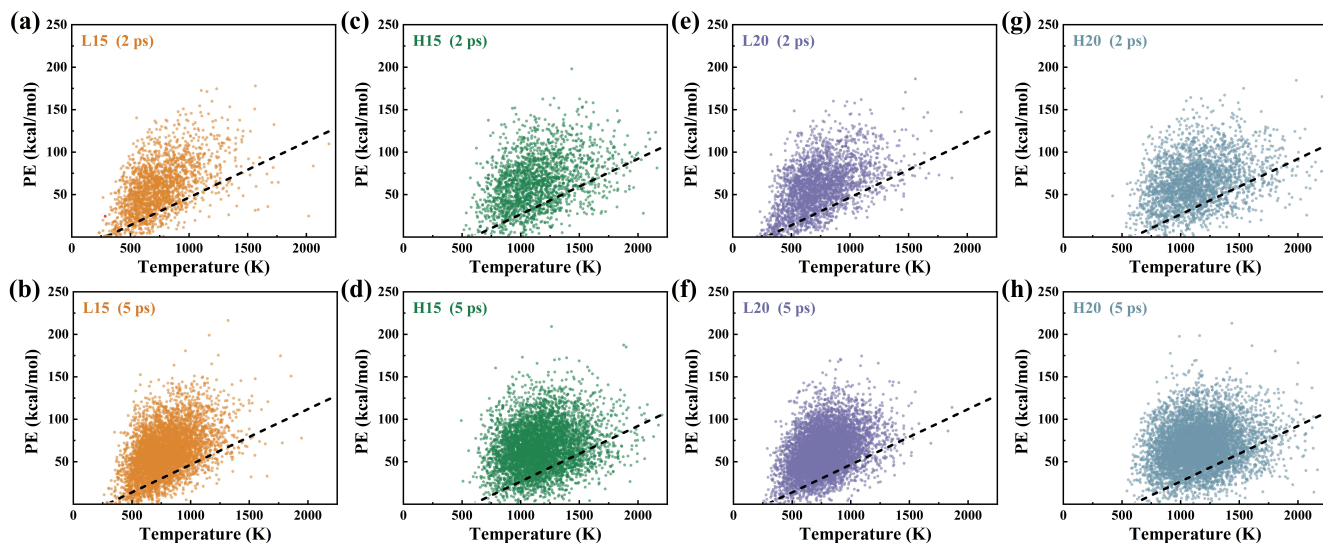 (a)
L15 (2 ps)
PE (kcal/mol)
250
200
150
100
50
0
500
1000
1500
2000
Temperature (K)
(c)
H15 (2 ps)
PE (kcal/mol)
250
200
150
100
50
0
500
1000
1500
2000
Temperature (K)
(e)
L20 (2 ps)
PE (kcal/mol)
250
200
150
100
50
0
500
1000
1500
2000
Temperature (K)
(g)
H20 (2 ps)
PE (kcal/mol)
250
200
150
100
50
0
500
1000
1500
2000
Temperature (K)
(b)
L15 (5 ps)
PE (kcal/mol)
250
200
150
100
50
0
500
1000
1500
2000
Temperature (K)
(d)
H15 (5 ps)
PE (kcal/mol)
250
200
150
100
50
0
500
1000
1500
2000
Temperature (K)
(f)
L20 (5 ps)
PE (kcal/mol)
250
200
150
100
50
0
500
1000
1500
2000
Temperature (K)
(h)
H20 (5 ps)
PE (kcal/mol)
250
200
150
100
50
0
500
1000
1500
2000
Temperature (K)